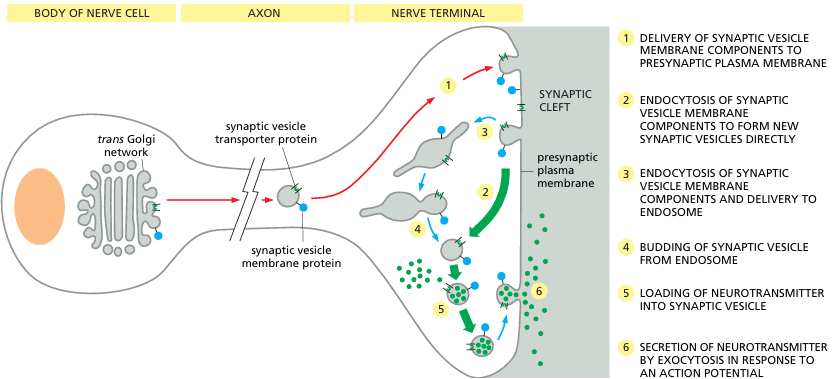 BODY OF NERVE CELL
AXON
NERVE TERMINAL
trans Golgi
network
synaptic vesicle
transporter protein
synaptic vesicle
membrane protein
SYNAPTIC
CLEFT
presynaptic
plasma
membrane
1
3
2
4
5
6
1 DELIVERY OF SYNAPTIC VESICLE
MEMBRANE COMPONENTS TO
PRESYNAPTIC PLASMA MEMBRANE
2 ENDOCYTOSIS OF SYNAPTIC
VESICLE MEMBRANE
COMPONENTS TO FORM NEW
SYNAPTIC VESICLES DIRECTLY
3 ENDOCYTOSIS OF SYNAPTIC
VESICLE MEMBRANE
COMPONENTS AND DELIVERY TO
ENDOSOME
4 BUDDING OF SYNAPTIC VESICLE
FROM ENDOSOME
5 LOADING OF NEUROTRANSMITTER
INTO SYNAPTIC VESICLE
6 SECRETION OF NEUROTRANSMITTER
BY EXOCYTOSIS IN RESPONSE TO
AN ACTION POTENTIAL